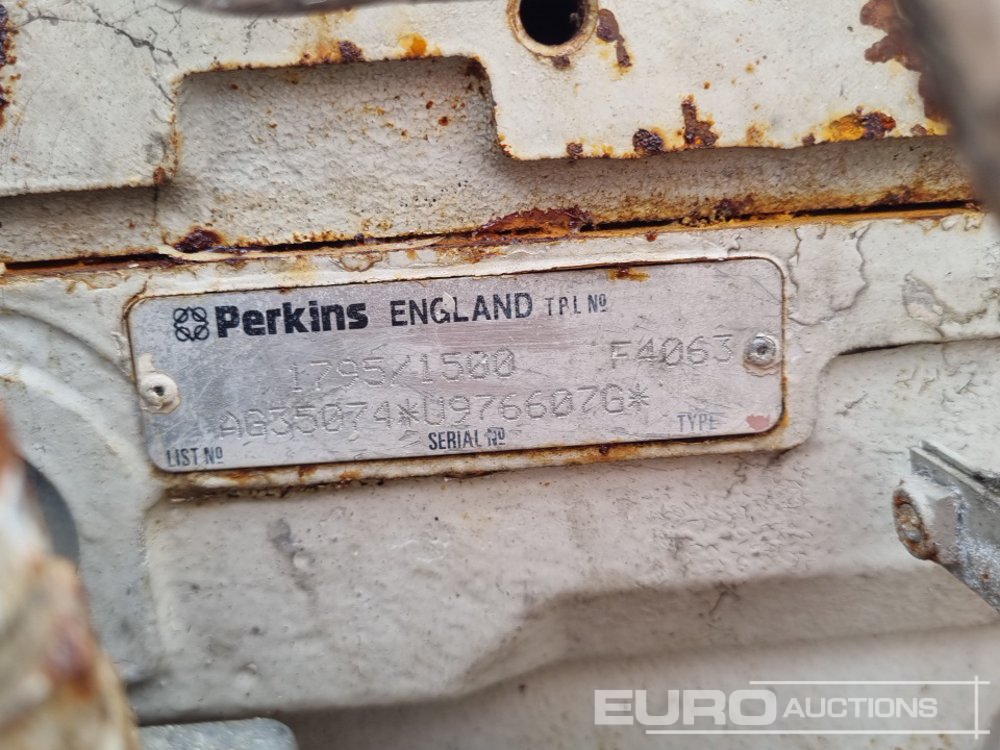 Perkins ENGLAND T.P.L Nº
1795/1500 F4063
AG35074*U976607G*
LIST Nº SERIAL Nº TYPE
EURO AUCTIONS